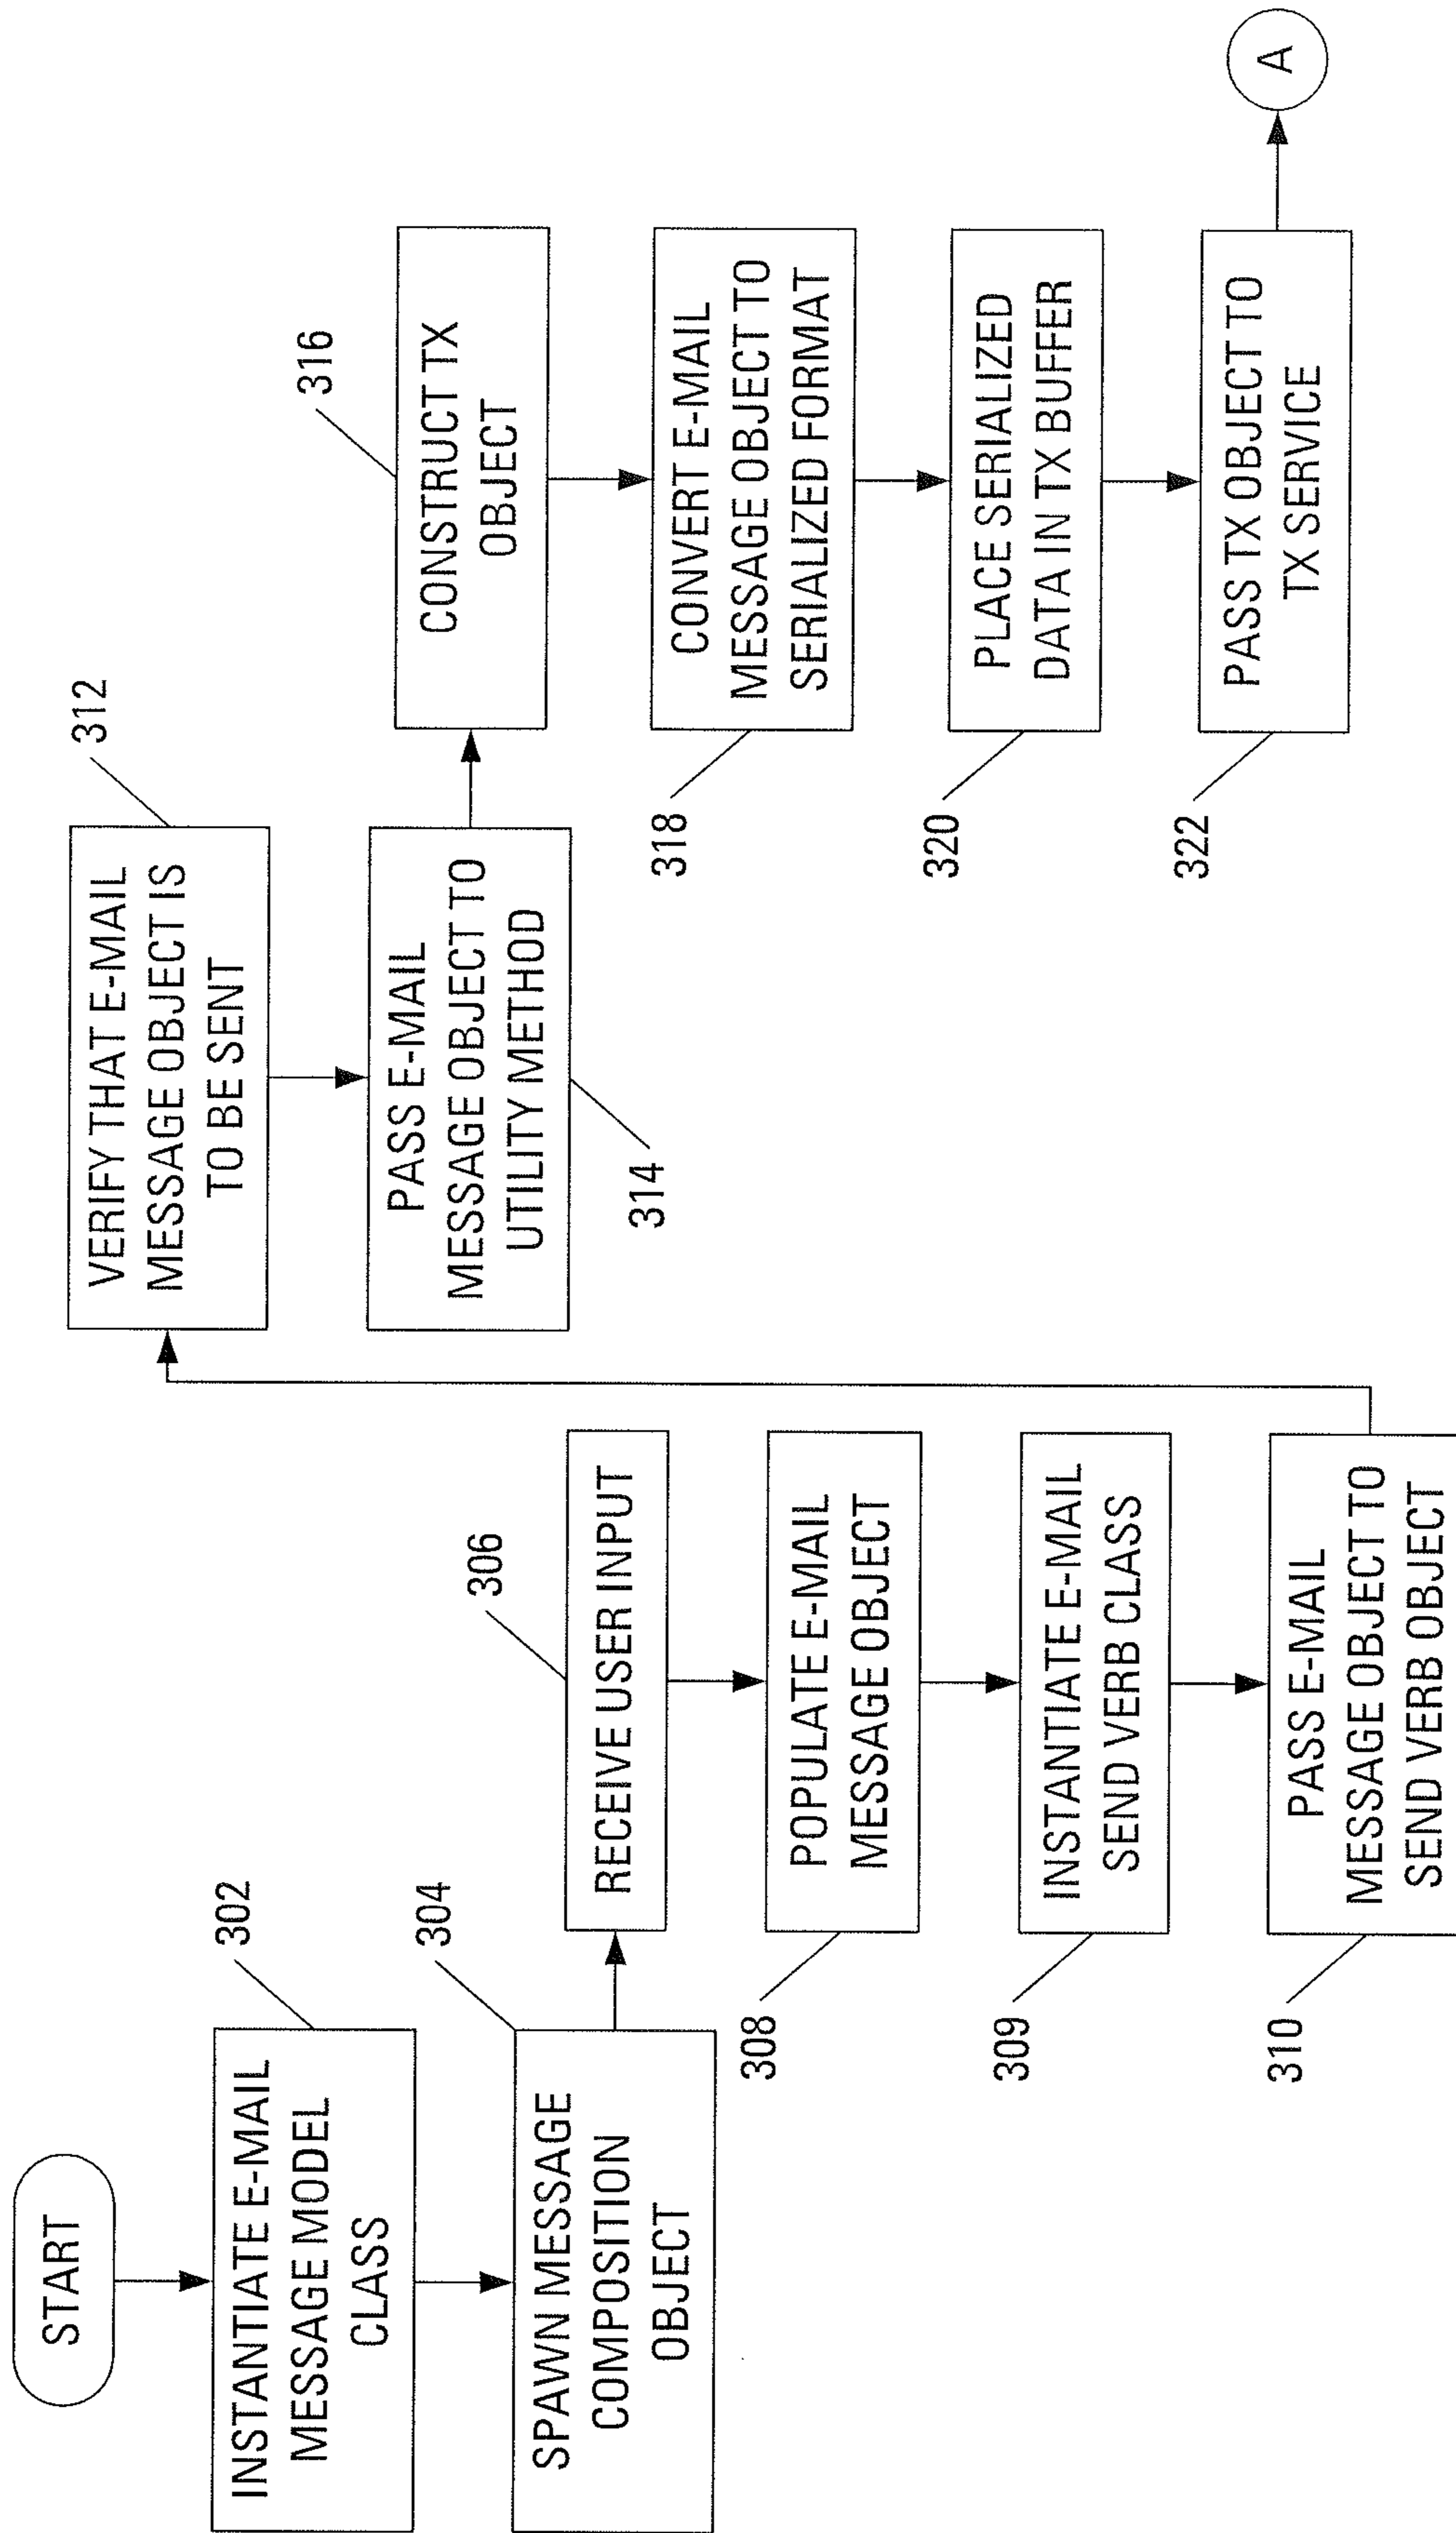 START
INSTANTIATE E-MAIL
MESSAGE MODEL
CLASS
302
SPAWN MESSAGE
COMPOSITION
OBJECT
304
RECEIVE USER INPUT
306
POPULATE E-MAIL
MESSAGE OBJECT
308
INSTANTIATE E-MAIL
SEND VERB CLASS
309
PASS E-MAIL
MESSAGE OBJECT TO
SEND VERB OBJECT
310
VERIFY THAT E-MAIL
MESSAGE OBJECT IS
TO BE SENT
312
PASS E-MAIL
MESSAGE OBJECT TO
UTILITY METHOD
314
CONSTRUCT TX
OBJECT
316
CONVERT E-MAIL
MESSAGE OBJECT TO
SERIALIZED FORMAT
318
PLACE SERIALIZED
DATA IN TX BUFFER
320
PASS TX OBJECT TO
TX SERVICE
322
A